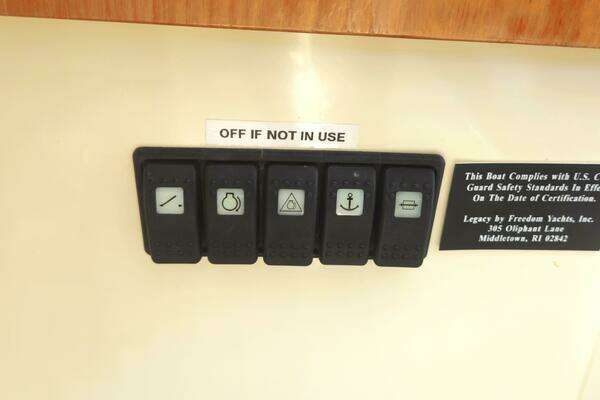 OFF IF NOT IN USE
This Boat Complies with U.S.
Guard Safety Standards In
On The Date of Certification.
Legacy by Freedom Yachts, Inc.
305 Oliphant Lane
Middletown, RI 02842